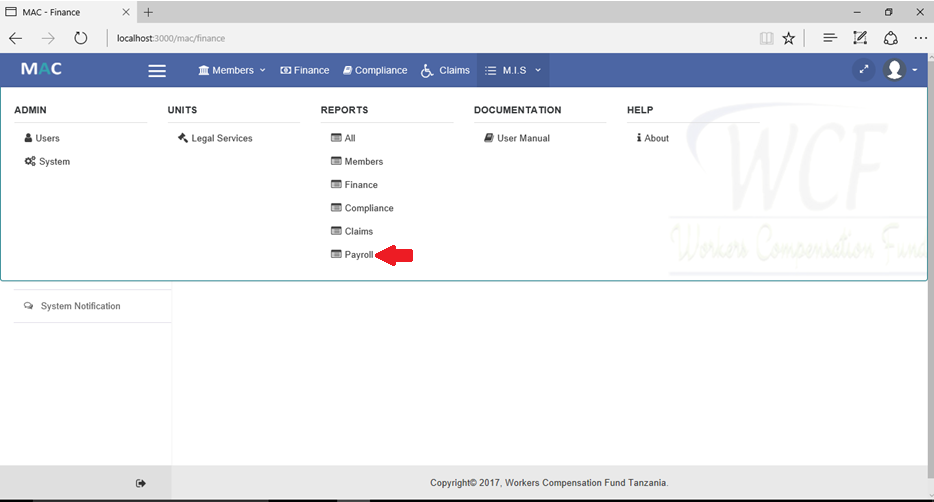 MAC - Finance
localhost:3000/mac/finance
MAC
Members
Finance
Compliance
Claims
M.I.S
ADMIN
Users
System
UNITS
Legal Services
REPORTS
All
Members
Finance
Compliance
Claims
Payroll
DOCUMENTATION
User Manual
HELP
About
WCF
Workers Compensation Fund
System Notification
Copyright© 2017, Workers Compensation Fund Tanzania.